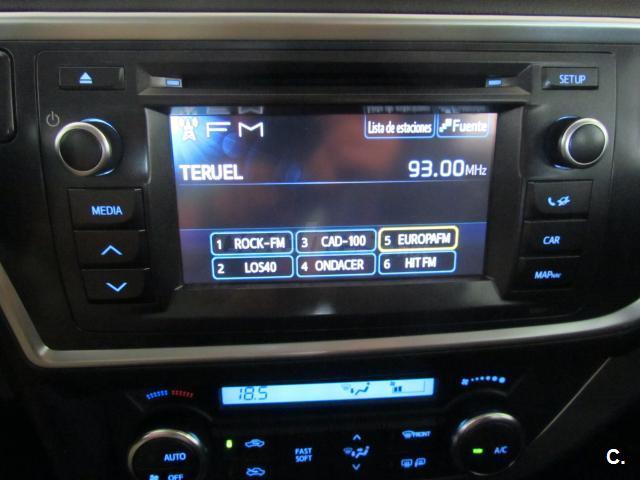 SETUP
FM
Lista de estaciones
Fuente
TERUEL
93.00MHz
MEDIA
1 ROCK-FM
3 CAD-100
5 EUROPAFM
2 LOS40
4 ONDACER
6 HIT FM
CAR
MAP NAV
18.5
AUTO
OFF
FAST
SOFT
FRONT
A/C
C.